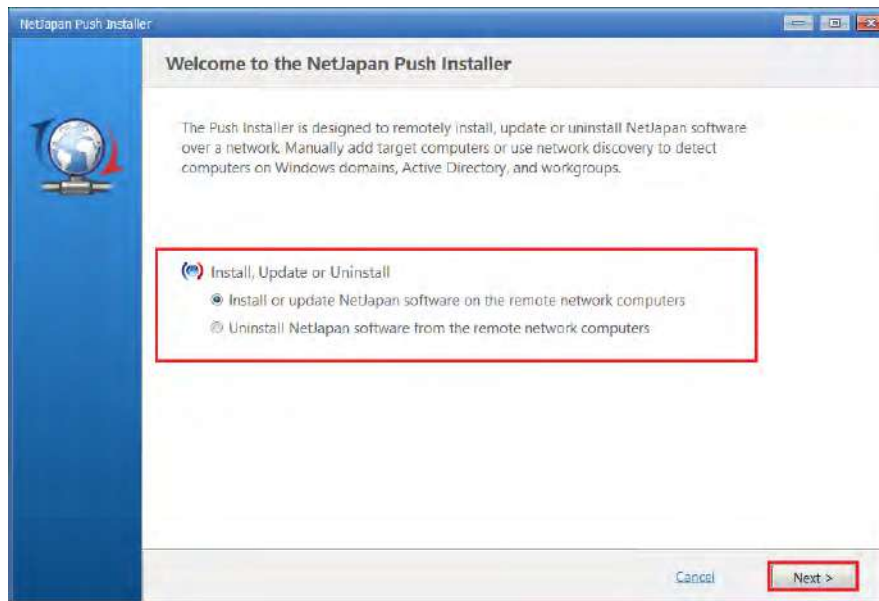 NetJapan Push Installer
Welcome to the NetJapan Push Installer
The Push Installer is designed to remotely install, update or uninstall NetJapan software
over a network. Manually add target computers or use network discovery to detect
computers on Windows domains, Active Directory, and workgroups.
Install, Update or Uninstall
Install or update NetJapan software on the remote network computers
Uninstall NetJapan software from the remote network computers
Cancel
Next >